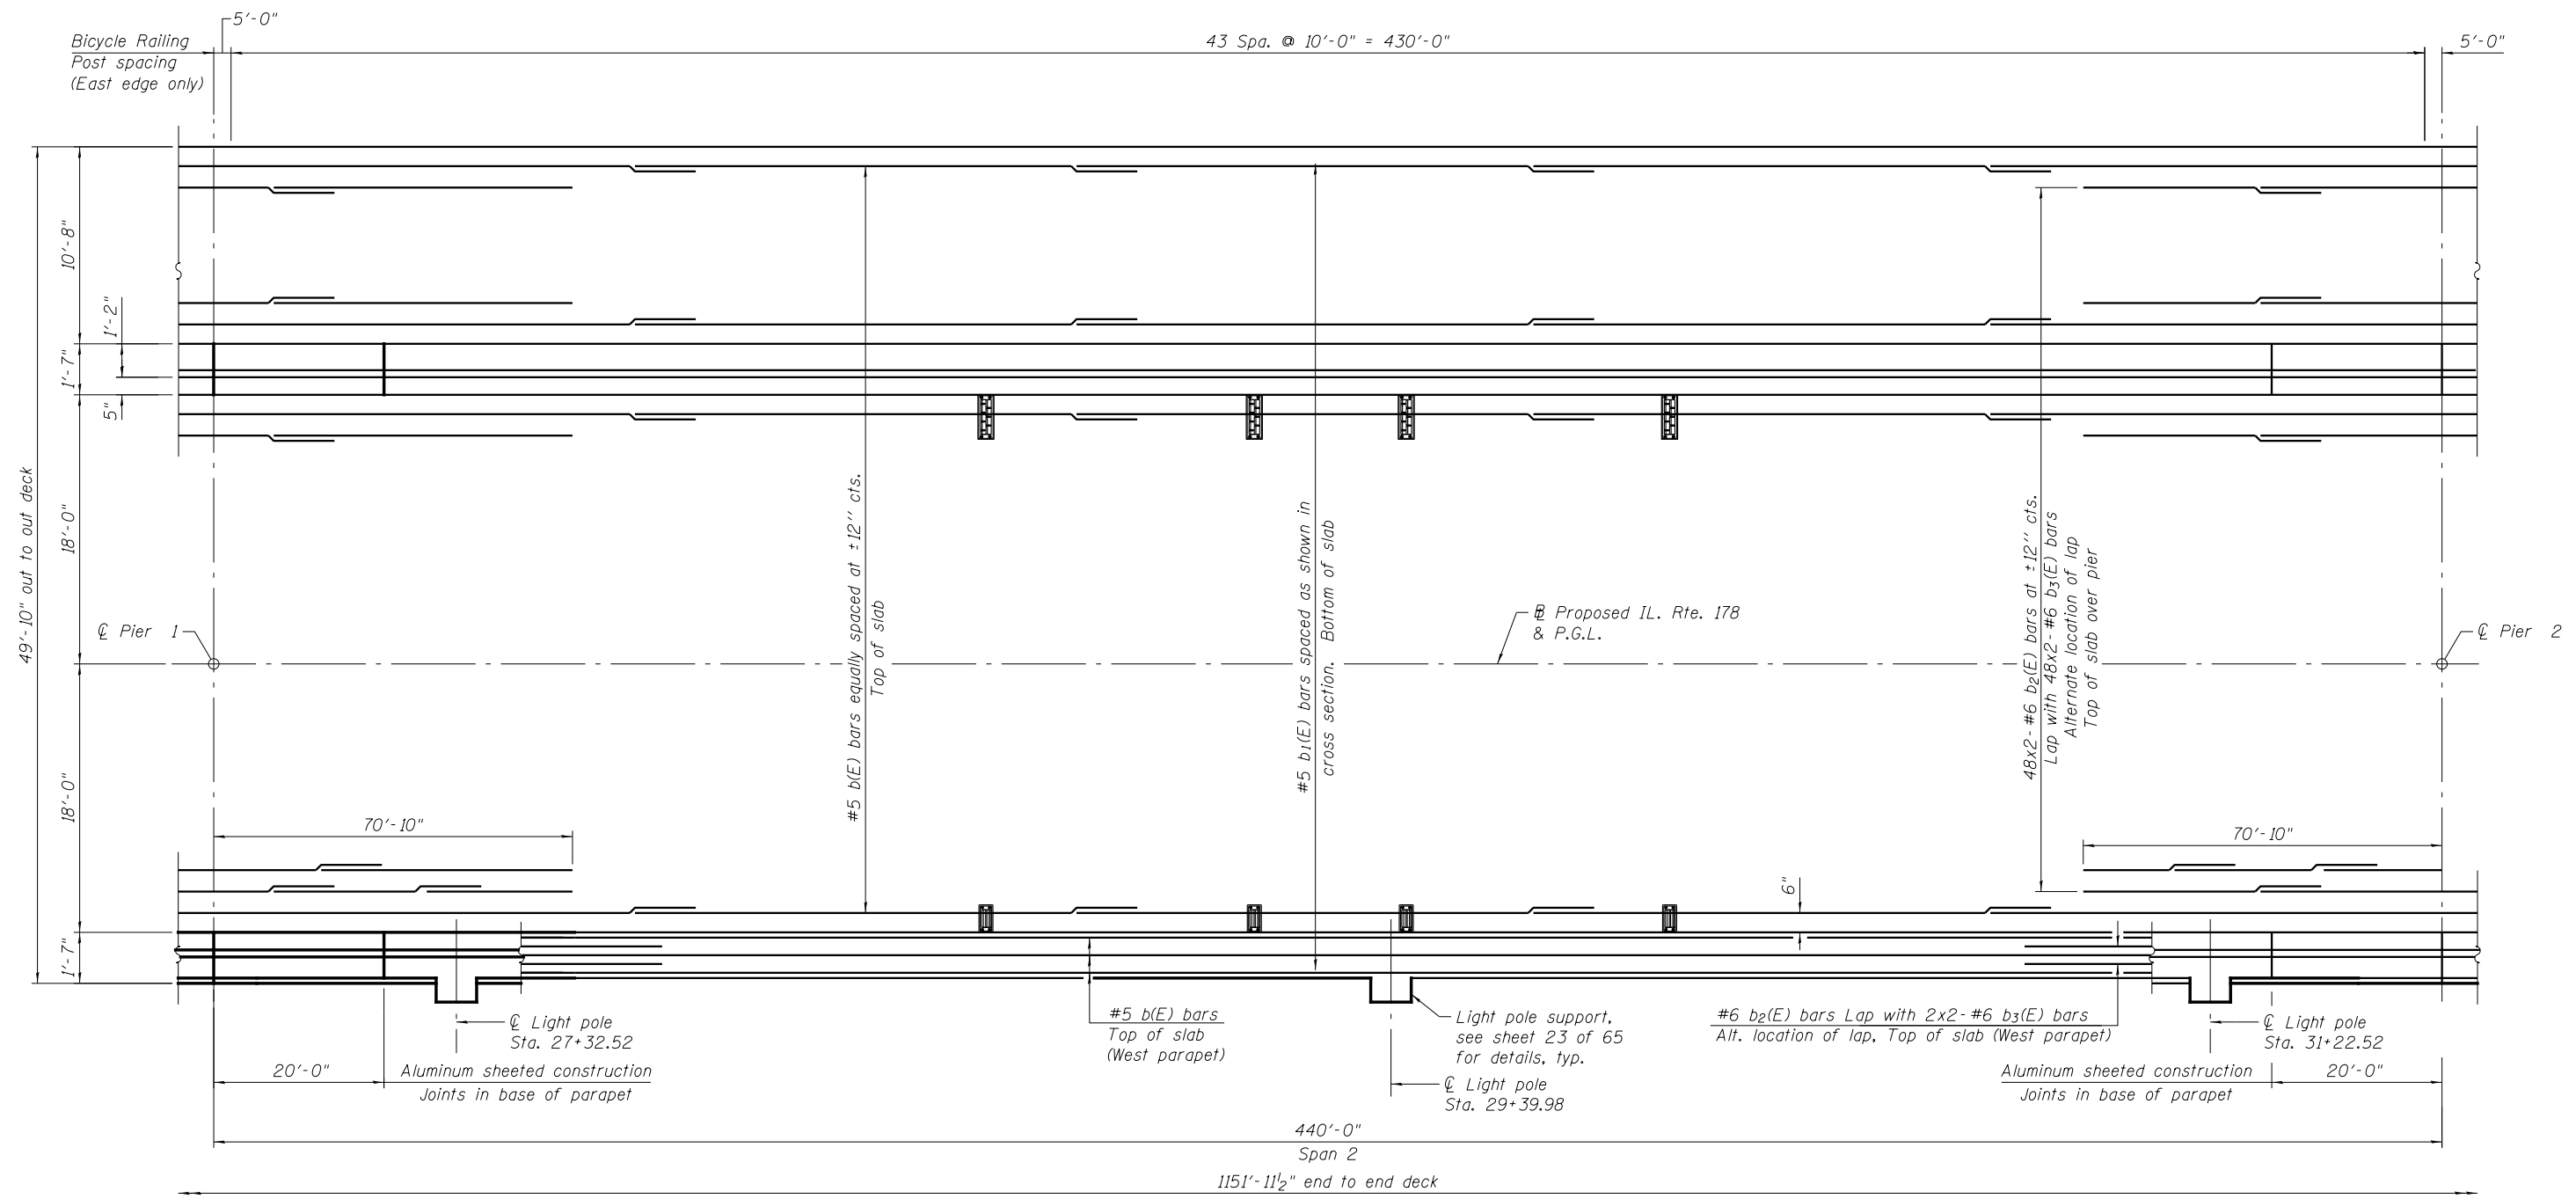 5'-0"
Bicycle Railing
Post spacing
(East edge only)
43 Spa. @ 10'-0" = 430'-0"
5'-0"
49'-10" out to out deck
10'-8"
1'-2"
1'-7"
5"
18'-0"
18'-0"
1'-7"
℄ Pier 1
#5 b(E) bars equally spaced at ±12" cts.
Top of slab
#5 b1(E) bars spaced as shown in
cross section. Bottom of slab
℄ Proposed IL. Rte. 178
& P.G.L.
48x2-#6 b2(E) bars at ±12" cts.
Lap with 48x2-#6 b3(E) bars
Alternate location of lap
Top of slab over pier
℄ Pier 2
70'-10"
70'-10"
6"
℄ Light pole
Sta. 27+32.52
#5 b(E) bars
Top of slab
(West parapet)
Light pole support,
see sheet 23 of 65
for details, typ.
#6 b2(E) bars Lap with 2x2-#6 b3(E) bars
Alt. location of lap, Top of slab (West parapet)
℄ Light pole
Sta. 31+22.52
20'-0"
Aluminum sheeted construction
Joints in base of parapet
℄ Light pole
Sta. 29+39.98
Aluminum sheeted construction
Joints in base of parapet
20'-0"
440'-0"
Span 2
1151'-11½" end to end deck